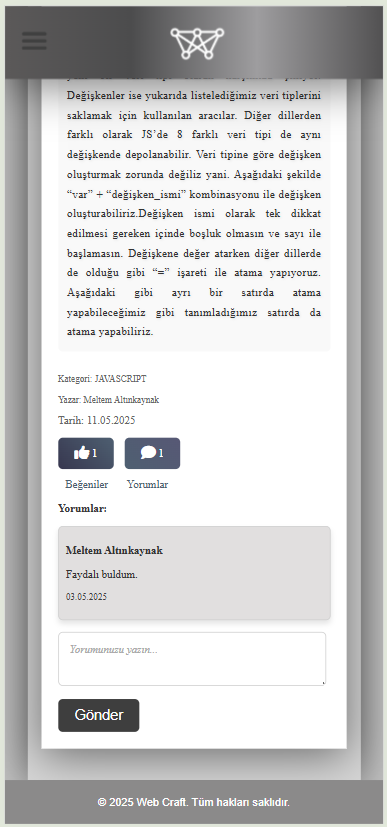 Değişkenler ise yukarıda listelediğimiz veri tiplerini
saklamak için kullanılan aracılar. Diğer dillerden
farklı olarak JS’de 8 farklı veri tipi de aynı
değişkende depolanabilir. Veri tipine göre değişken
oluşturmak zorunda değiliz yani. Aşağıdaki şekilde
“var” + “değişken_ismi” kombinasyonu ile değişken
oluşturabiliriz.Değişken ismi olarak tek dikkat
edilmesi gereken içinde boşluk olmasın ve sayı ile
başlamasın. Değişkene değer atarken diğer dillerde
de olduğu gibi “=” işareti ile atama yapıyoruz.
Aşağıdaki gibi ayrı bir satırda atama
yapabileceğimiz gibi tanımladığımız satırda da
atama yapabiliriz.
Kategori: JAVASCRIPT
Yazar: Meltem Altınkaynak
Tarih: 11.05.2025
1 1
Beğeniler Yorumlar
Yorumlar:
Meltem Altınkaynak
Faydalı buldum.
03.05.2025
Yorumunuzu yazın...
Gönder
© 2025 Web Craft. Tüm hakları saklıdır.